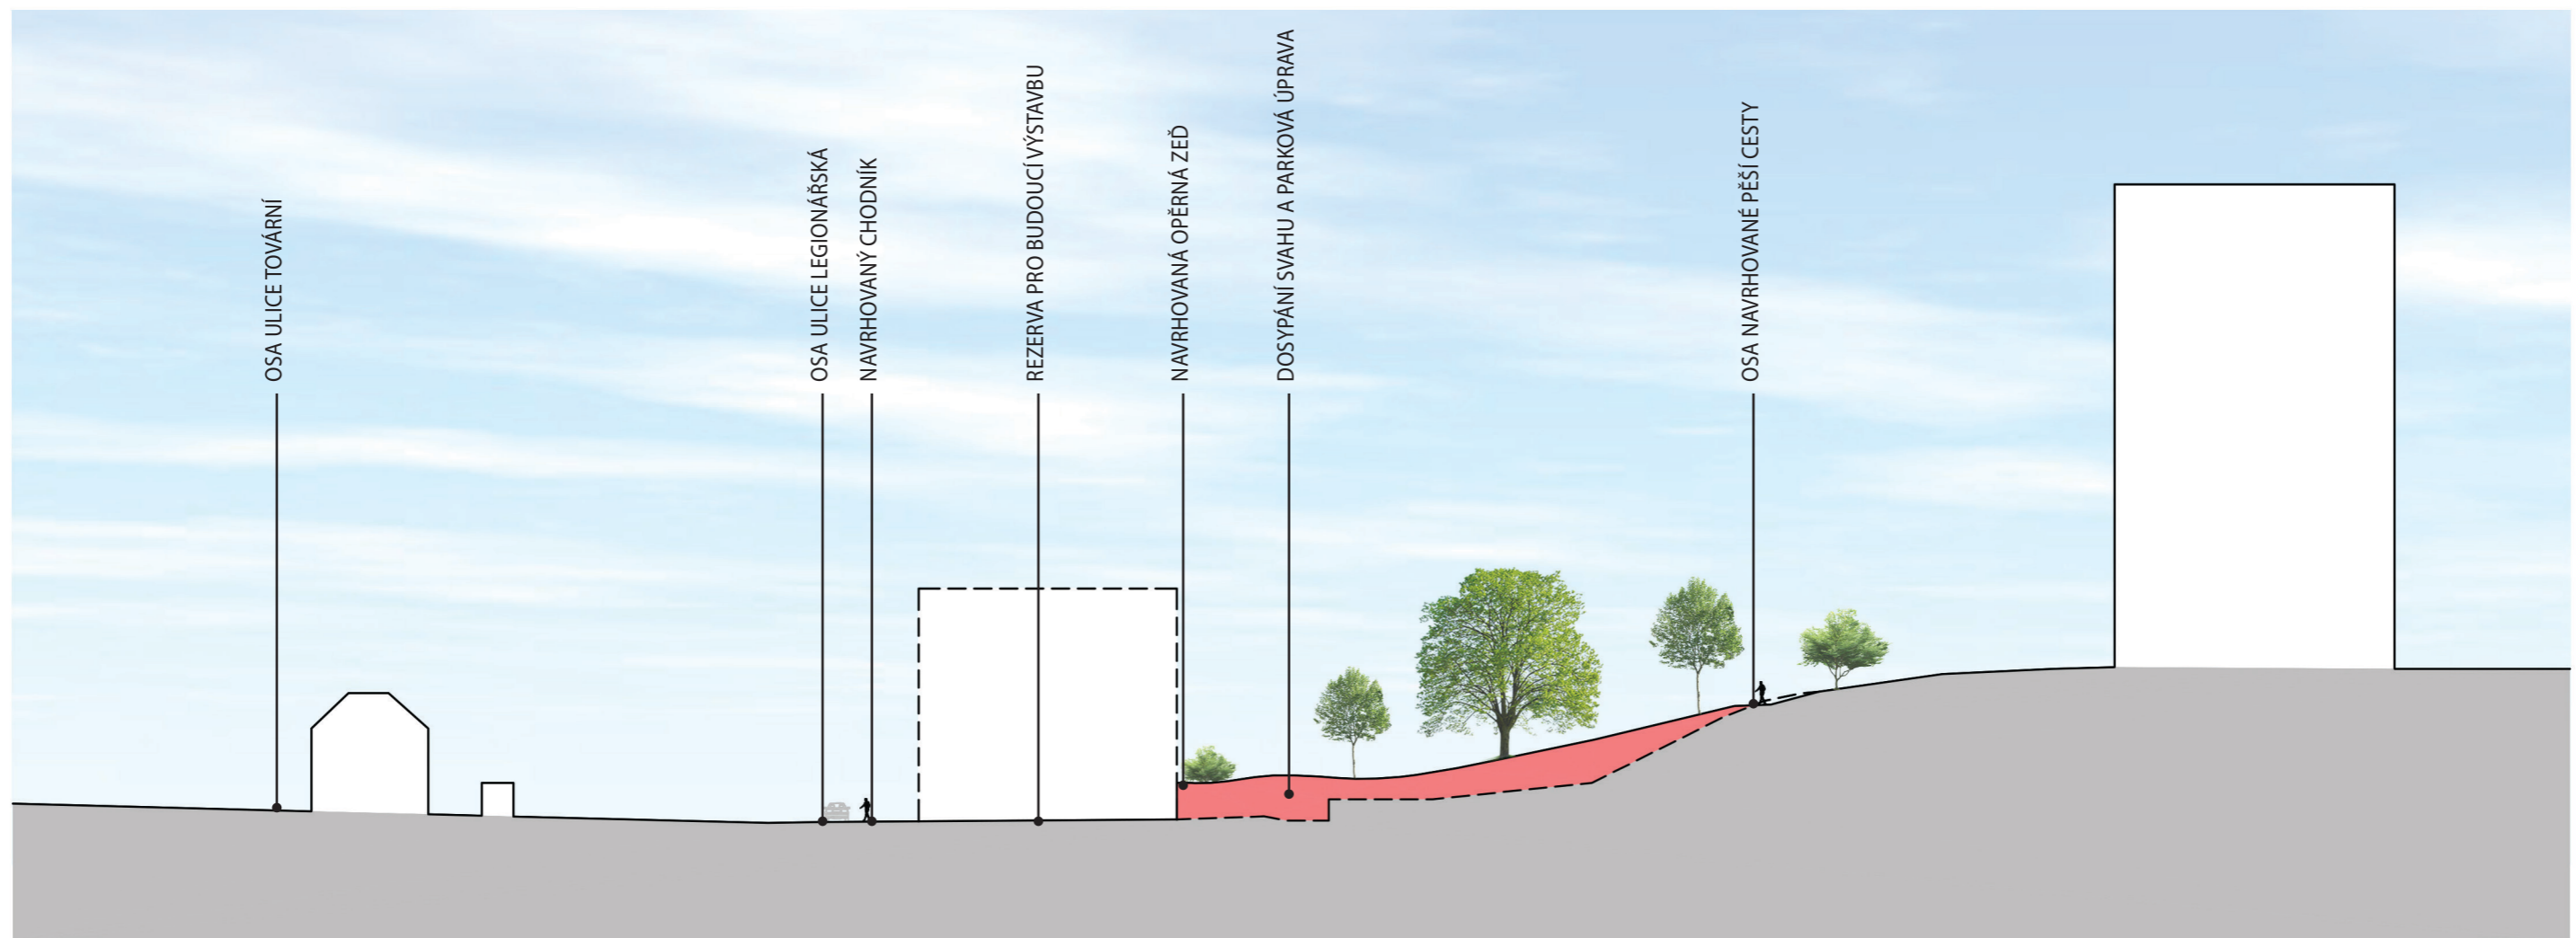 OSA ULICE TOVÁRNÍ
OSA ULICE LEGIONÁŘSKÁ
NAVRHOVANÝ CHODNÍK
REZERVA PRO BUDOUCÍ VÝSTAVBU
NAVRHOVANÁ OPĚRNÁ ZEĎ
DOSYPÁNÍ SVAHU A PARKOVÁ ÚPRAVA
OSA NAVRHOVANÉ PĚŠÍ CESTY